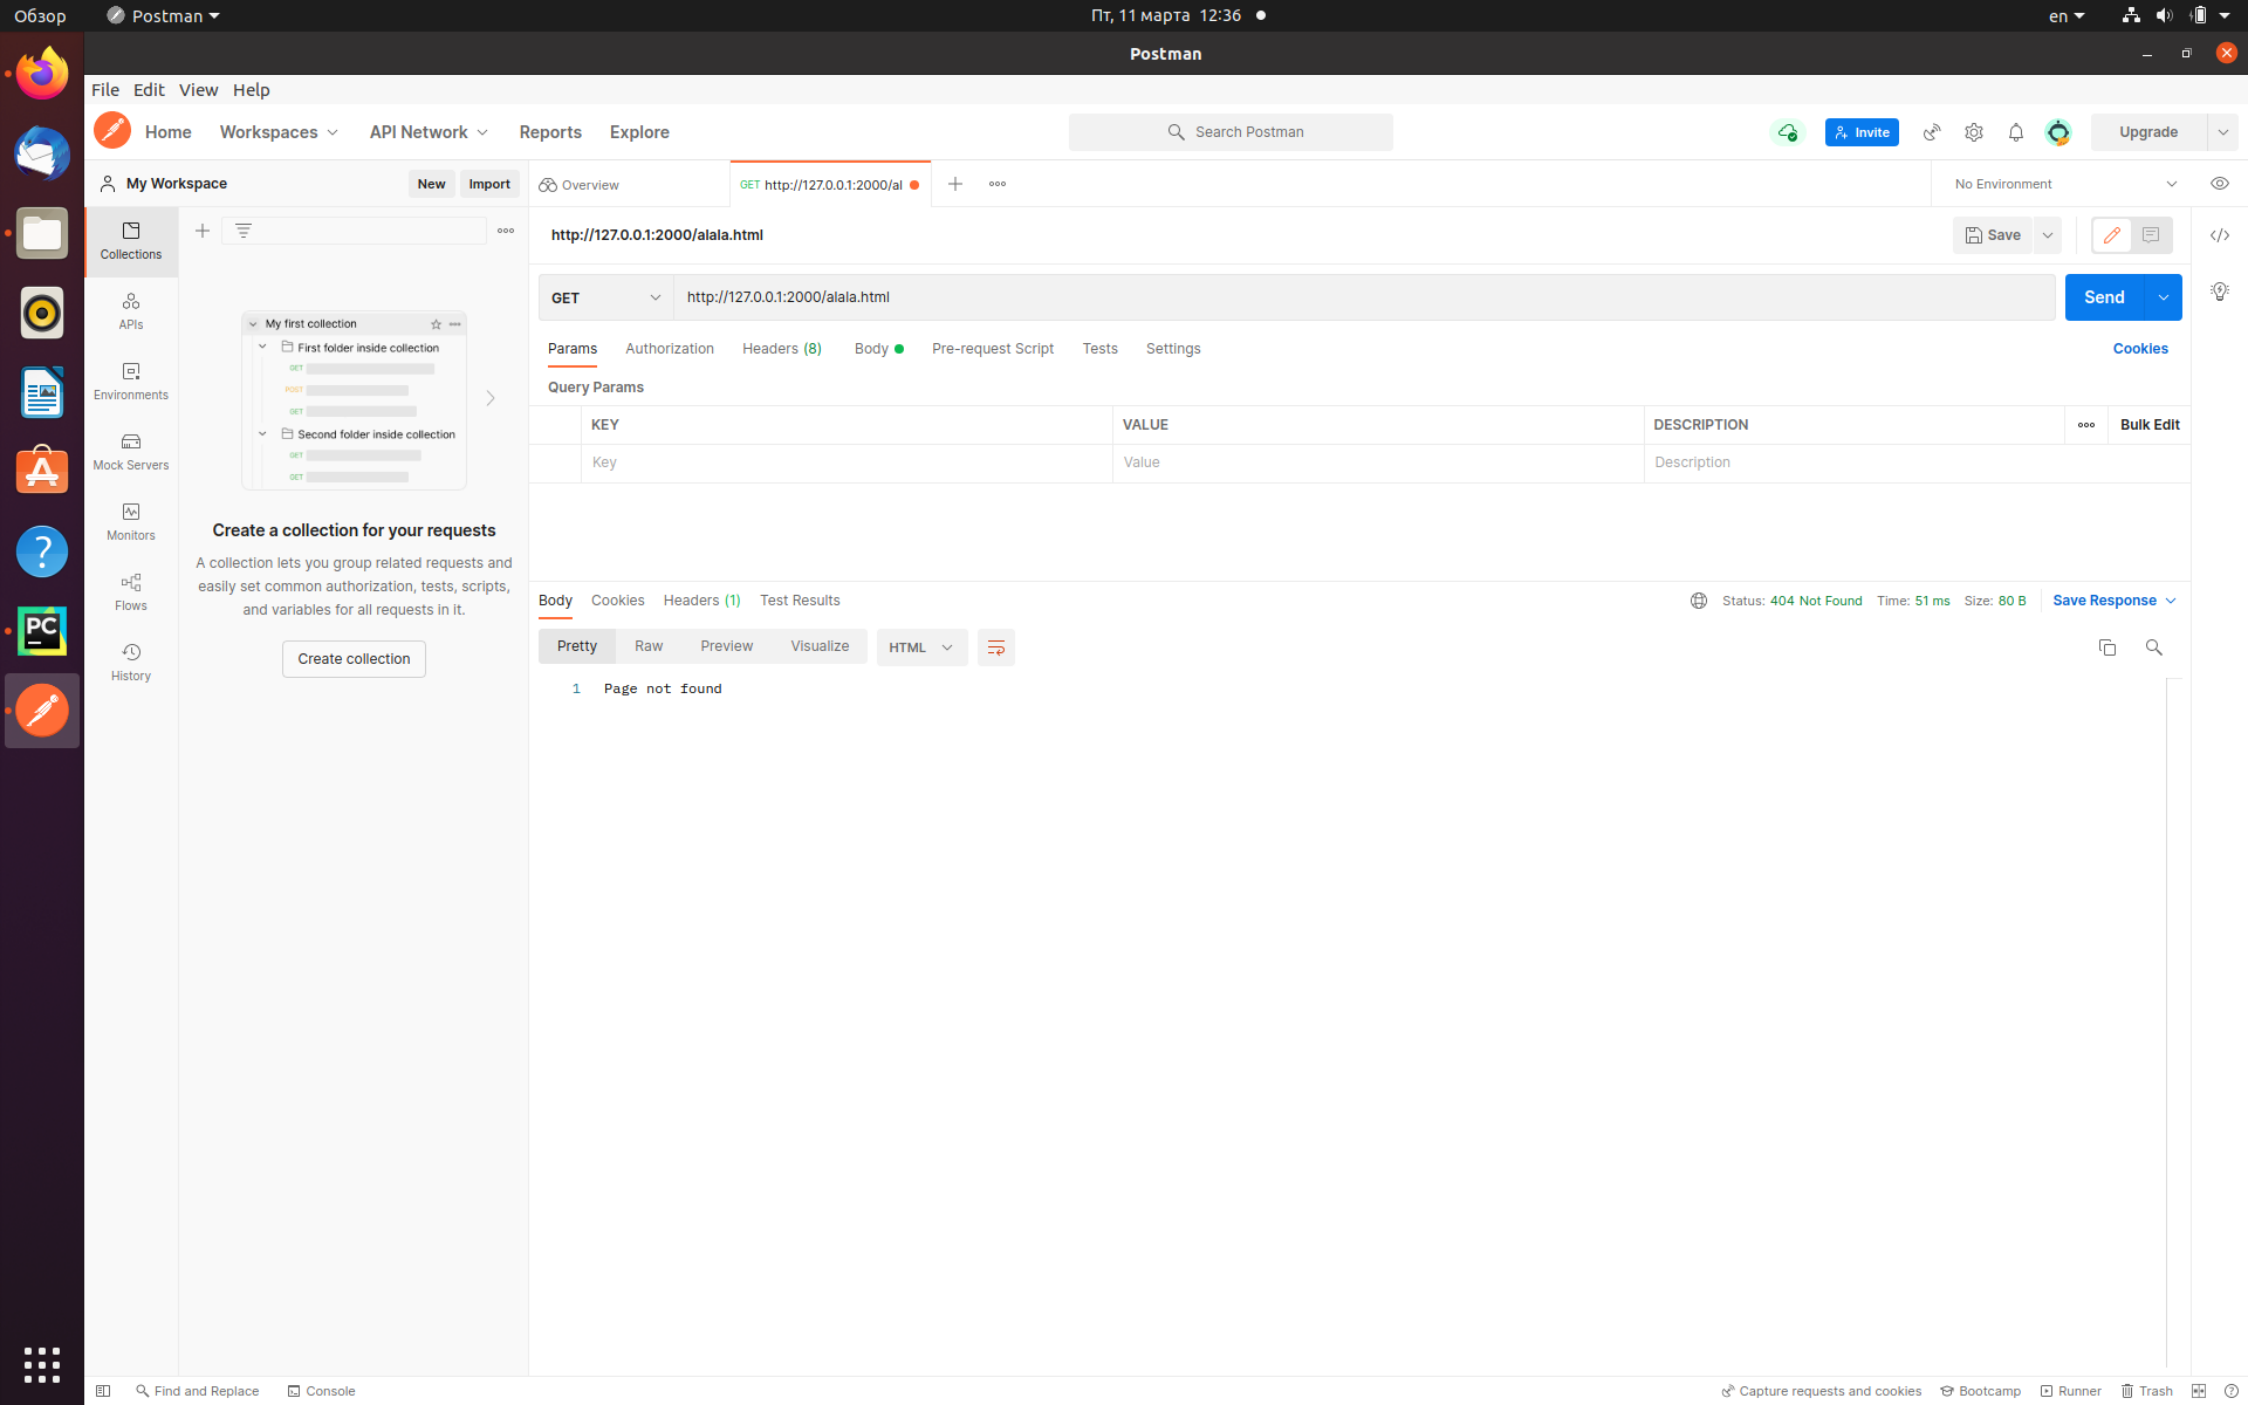 Обзор
Postman
Пт, 11 марта 12:36
en
Postman
File Edit View Help
Home Workspaces API Network Reports Explore
Search Postman
Invite
Upgrade
My Workspace
New Import
Overview
GET http://127.0.0.1:2000/al
No Environment
Collections
APIs
Environments
Mock Servers
Monitors
Flows
History
My first collection
First folder inside collection
GET
POST
GET
Second folder inside collection
GET
GET
Create a collection for your requests
A collection lets you group related requests and
easily set common authorization, tests, scripts,
and variables for all requests in it.
Create collection
http://127.0.0.1:2000/alala.html
Save
GET http://127.0.0.1:2000/alala.html
Send
Params Authorization Headers (8) Body Pre-request Script Tests Settings
Cookies
Query Params
KEY VALUE DESCRIPTION Bulk Edit
Key Value Description
Body Cookies Headers (1) Test Results
Status: 404 Not Found Time: 51 ms Size: 80 B Save Response
Pretty Raw Preview Visualize HTML
1 Page not found
PC
Find and Replace Console
Capture requests and cookies Bootcamp Runner Trash